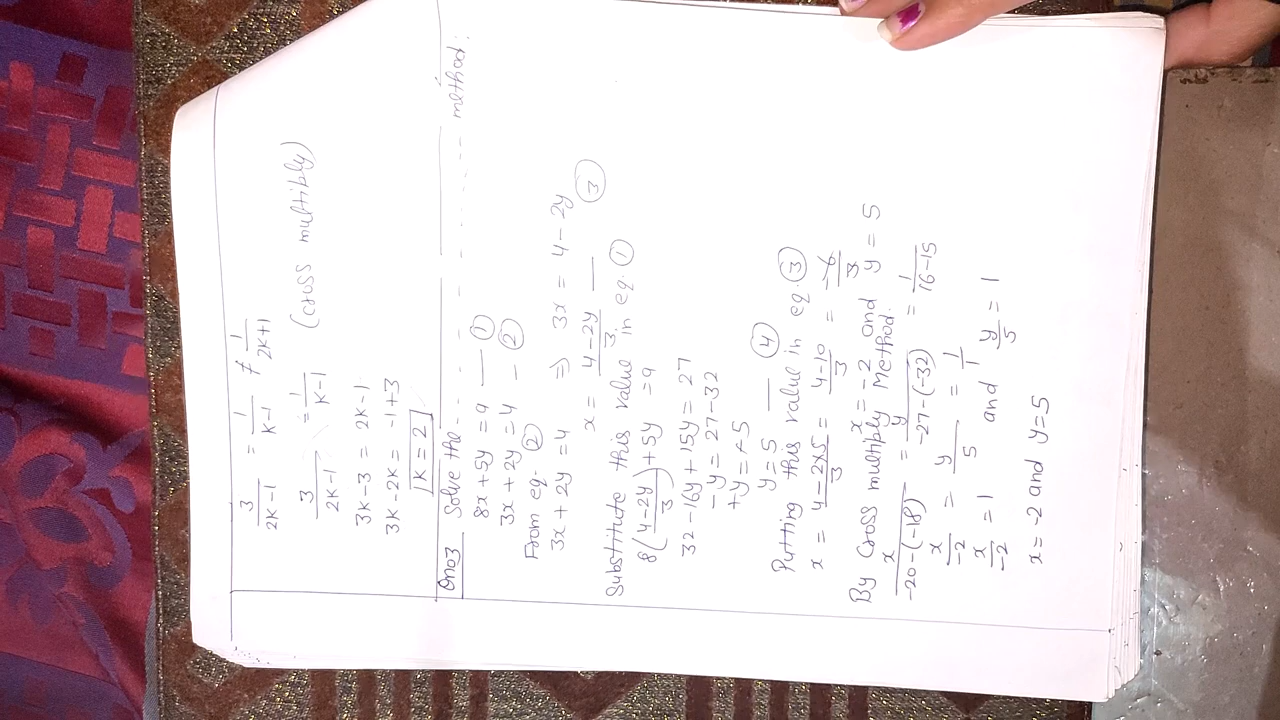 3/(2k-1) = 1/(k-1) ≠ 1/(2k+1)
3/(2k-1) = 1/(k-1) (cross multibly)
3k-3 = 2k-1
3k-2k = -1+3
k=2
Qno3 Solve the - - - - - - - - - method:
8x+5y=9 — ①
3x+2y=4 — ②
From eq. ②
3x+2y=4 ⇒ 3x = 4-2y
x = (4-2y)/3 — ③
Substitute this value in eq. ①
8((4-2y)/3)+5y=9
32-16y+15y=27
-y=27-32
+y=+5
y=5 — ④
Putting this value in eq. ③
x = (4-2×5)/3 = (4-10)/3 = -6/3
x=-2 and y=5
By Cross multibly Method.
x/(-20-(-18)) = y/(-27-(-32)) = 1/(16-15)
x/-2 = y/5 = 1/1
x/-2 = 1 and y/5 = 1
x=-2 and y=5